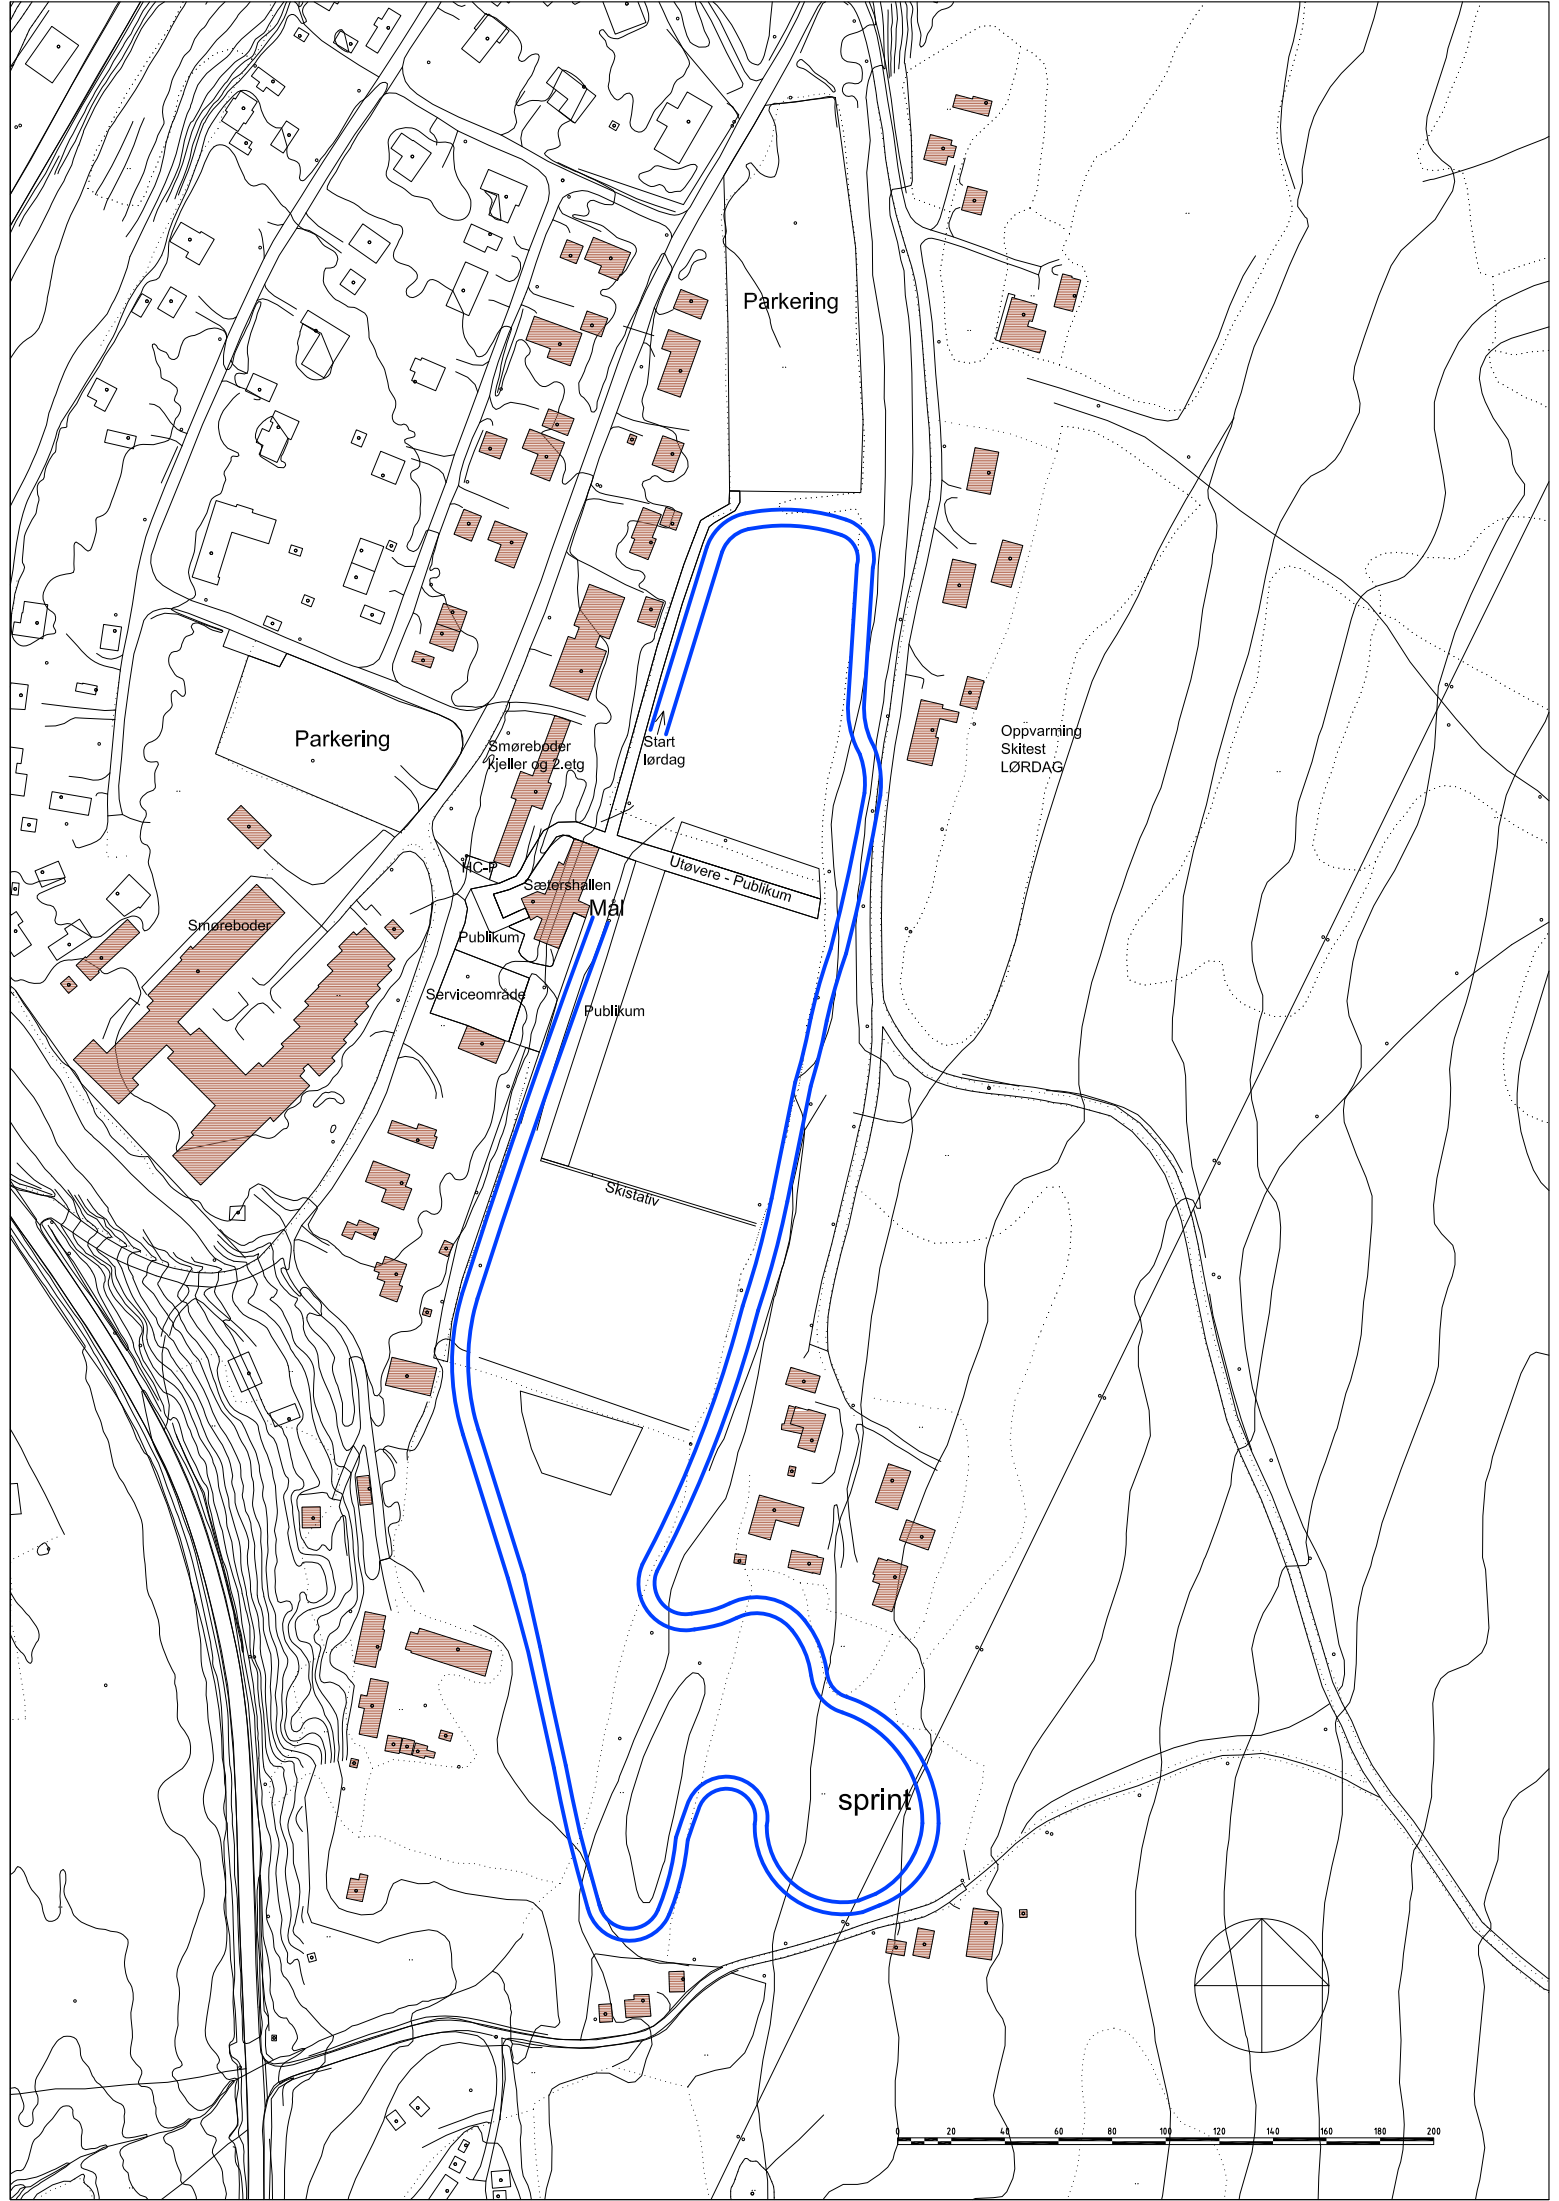 Parkering
Parkering
Smøreboder
kjeller og 2.etg
Start
lørdag
Oppvarming
Skitest
LØRDAG
HC-P
Utøvere - Publikum
Sætershallen
Mål
Smøreboder
Publikum
Serviceområde
Publikum
Skistativ
sprint
0 20 40 60 80 100 120 140 160 180 200